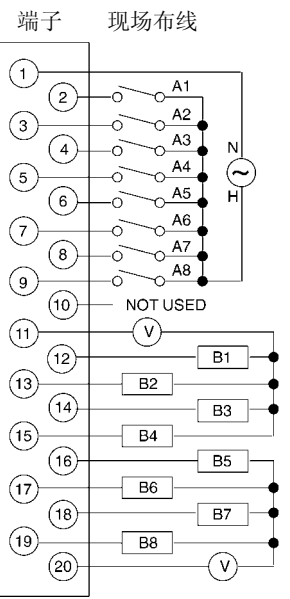 端子 现场布线
1
A1
2
A2
3
A3
4
N
A4
5
A5
H
6
A6
7
A7
8
A8
9
10 NOT USED
11 V
12 B1
13 B2
14 B3
15 B4
16 B5
17 B6
18 B7
19 B8
20 V